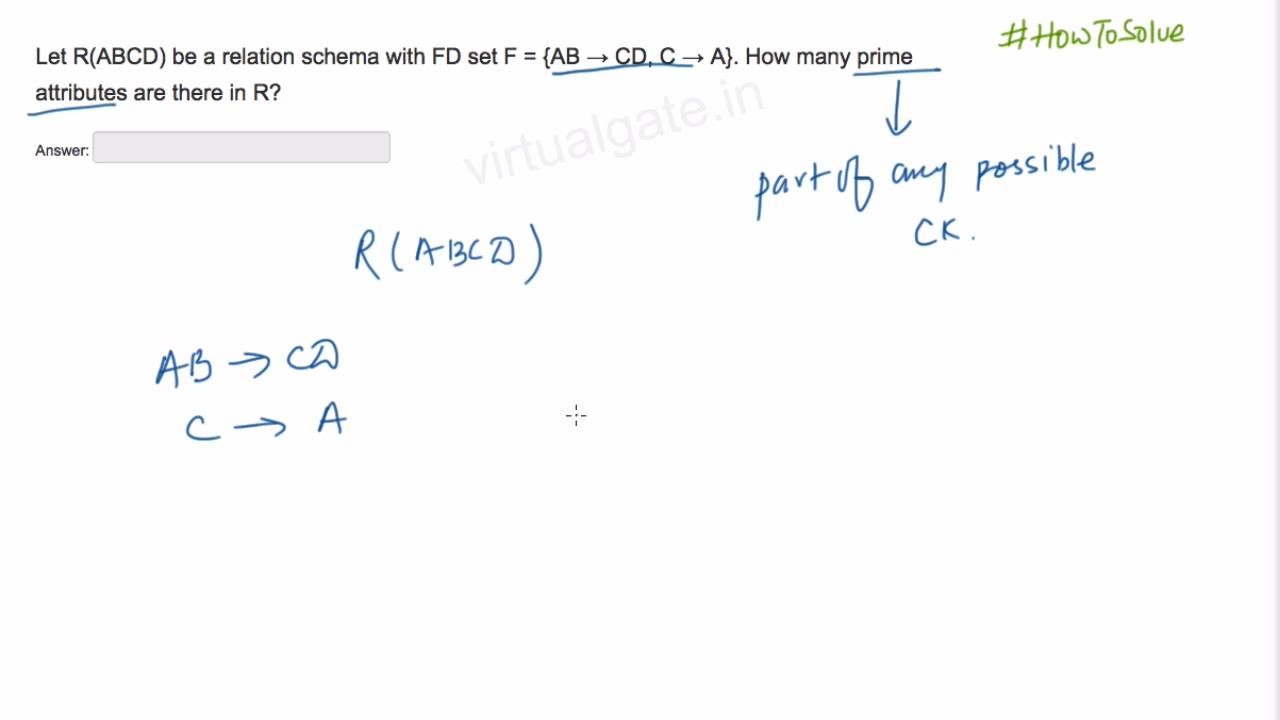 #HowToSolve
Let R(ABCD) be a relation schema with FD set F = {AB → CD, C → A}. How many prime
attributes are there in R?
Answer:
virtualgate.in
part of any possible
CK.
R(ABCD)
AB → CD
C → A